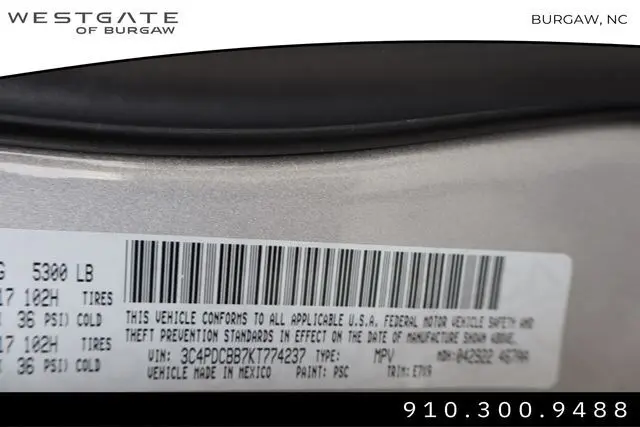 WESTGATE
OF BURGAW
BURGAW, NC
G 5300 LB
17 102H TIRES
36 PSI) COLD
17 102H TIRES
36 PSI) COLD
THIS VEHICLE CONFORMS TO ALL APPLICABLE U.S.A. FEDERAL MOTOR VEHICLE SAFETY AND
THEFT PREVENTION STANDARDS IN EFFECT ON THE DATE OF MANUFACTURE SHOWN ABOVE.
VIN: 3C4PDCBB7KT774237 TYPE: MPV MDH:
VEHICLE MADE IN MEXICO PAINT: PSC TRIM:
910.300.9488